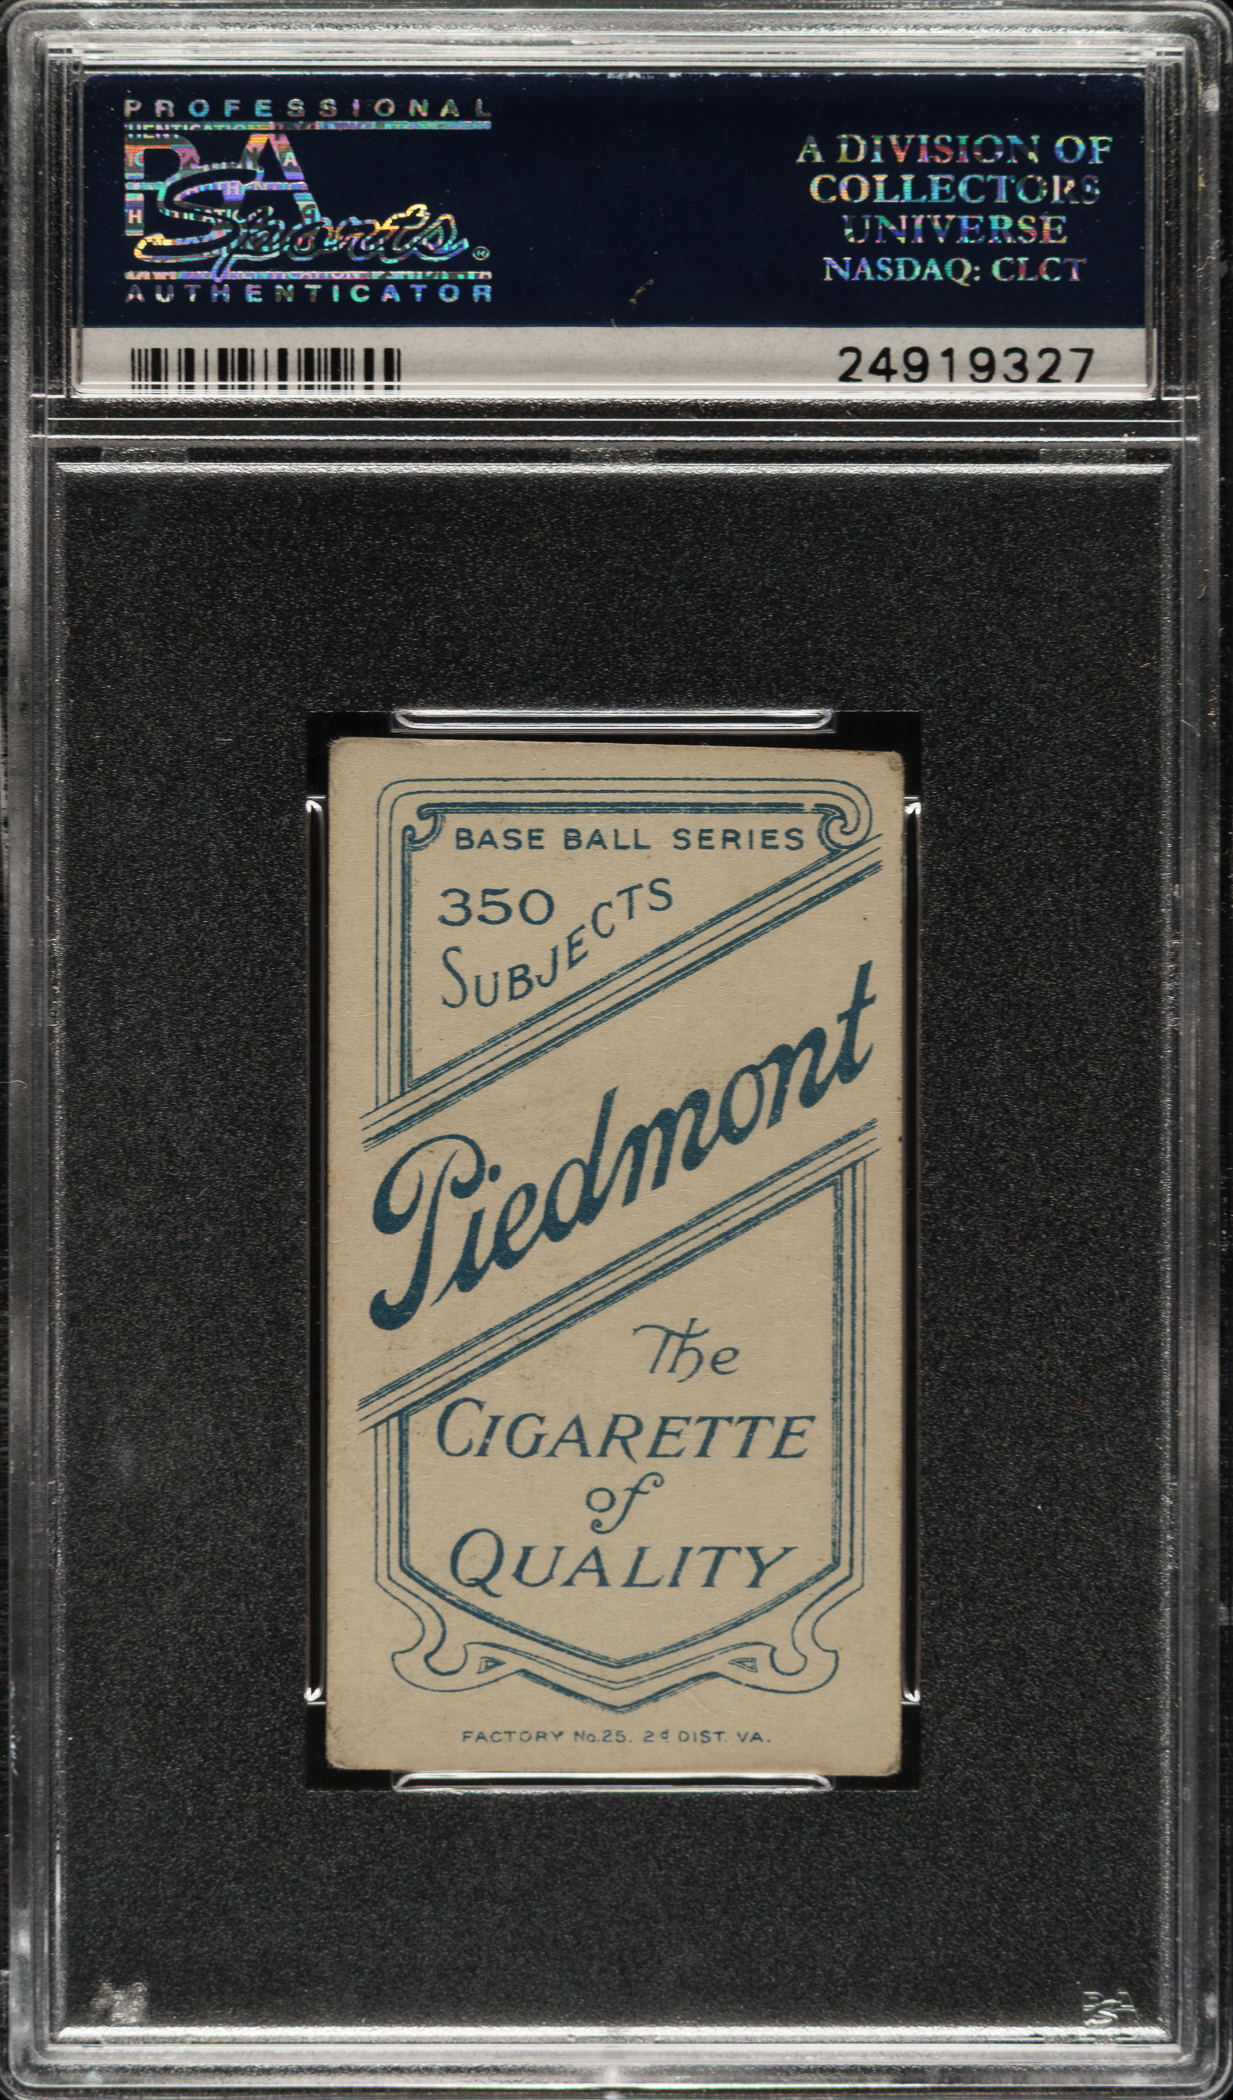 PROFESSIONAL
PSA
Sports®
AUTHENTICATOR
A DIVISION OF
COLLECTORS
UNIVERSE
NASDAQ: CLCT
24919327
BASE BALL SERIES
350
SUBJECTS
Piedmont
The
CIGARETTE
of
QUALITY
FACTORY No. 25. 2d DIST. VA.
PSA